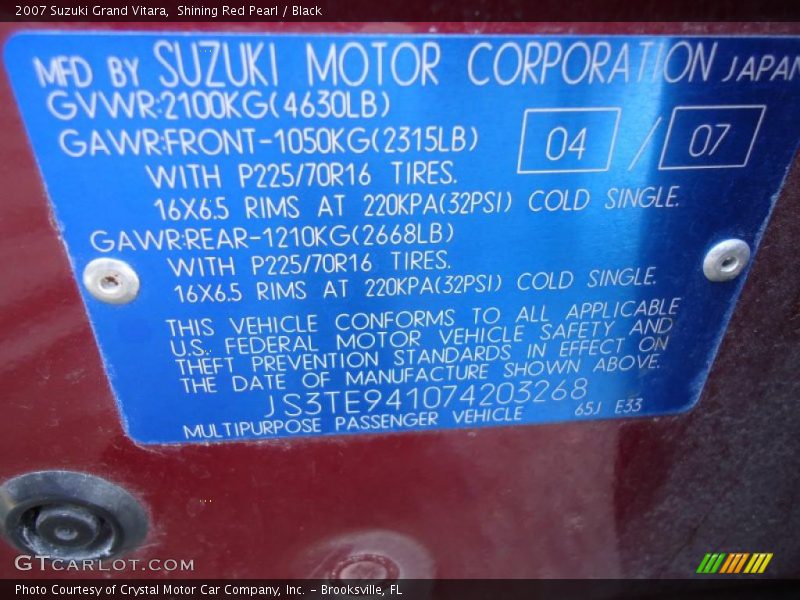 2007 Suzuki Grand Vitara,  Shining Red Pearl / Black
MFD BY SUZUKI MOTOR CORPORATION JAPAN
GVWR:2100KG(4630LB)
GAWR:FRONT-1050KG(2315LB)
04 / 07
WITH P225/70R16 TIRES.
16X6.5 RIMS AT 220KPA(32PSI) COLD SINGLE.
GAWR:REAR-1210KG(2668LB)
WITH P225/70R16 TIRES.
16X6.5 RIMS AT 220KPA(32PSI) COLD SINGLE.
THIS VEHICLE CONFORMS TO ALL APPLICABLE
U.S. FEDERAL MOTOR VEHICLE SAFETY AND
THEFT PREVENTION STANDARDS IN EFFECT ON
THE DATE OF MANUFACTURE SHOWN ABOVE.
JS3TE941074203268
MULTIPURPOSE PASSENGER VEHICLE 65J E33
GTCARLOT.COM
Photo Courtesy of Crystal Motor Car Company, Inc. – Brooksville, FL